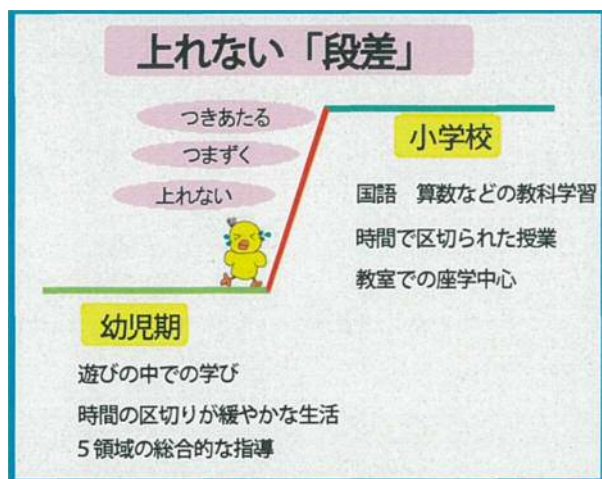 上れない「段差」
つきあたる
つまずく
上れない
小学校
国語　算数などの教科学習
時間で区切られた授業
教室での座学中心
幼児期
遊びの中での学び
時間の区切りが緩やかな生活
5領域の総合的な指導